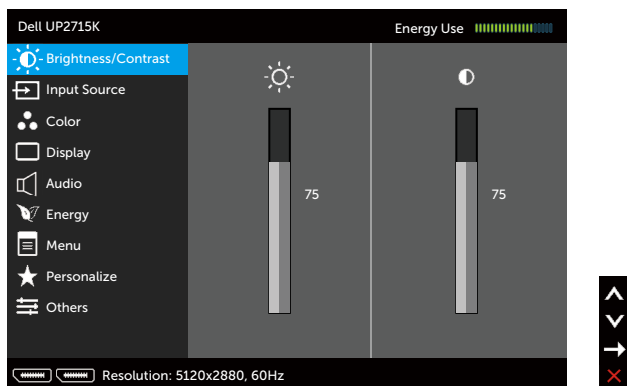 Dell UP2715K
Energy Use
Brightness/Contrast
Input Source
Color
Display
Audio
Energy
Menu
Personalize
Others
75
75
Resolution: 5120x2880, 60Hz